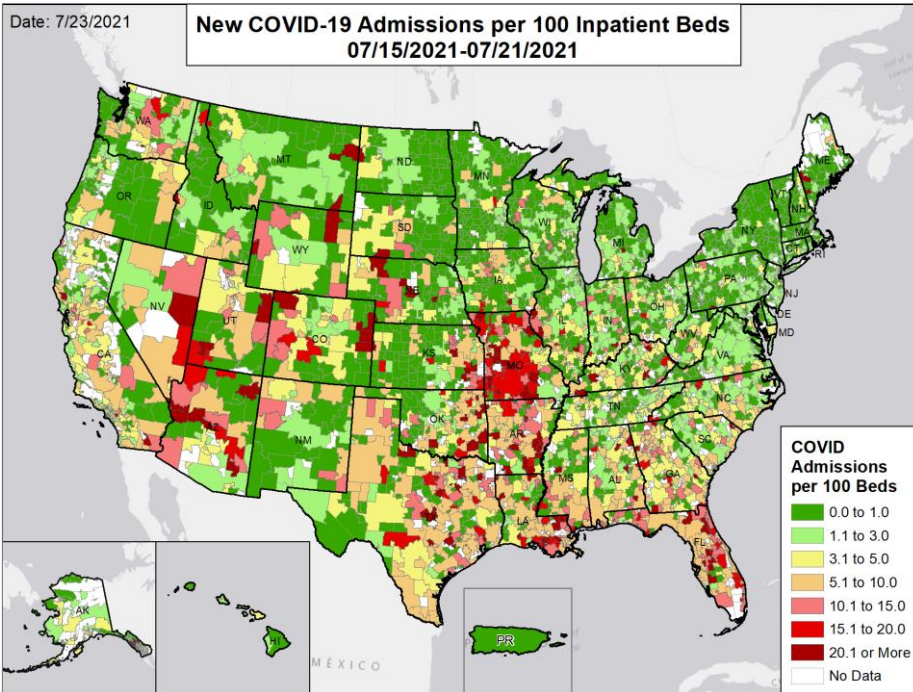 Date: 7/23/2021
New COVID-19 Admissions per 100 Inpatient Beds
07/15/2021-07/21/2021
WA
MT
ND
MN
ME
OR
ID
WY
SD
WI
MI
VT
NH
NY
MA
CT
RI
NV
UT
CO
NE
IA
IL
IN
OH
PA
NJ
DE
MD
WV
VA
CA
KS
MO
KY
NC
AZ
NM
OK
AR
TN
SC
MS
AL
GA
LA
FL
AK
HI
PR
MÉXICO
COVID
Admissions
per 100 Beds
0.0 to 1.0
1.1 to 3.0
3.1 to 5.0
5.1 to 10.0
10.1 to 15.0
15.1 to 20.0
20.1 or More
No Data